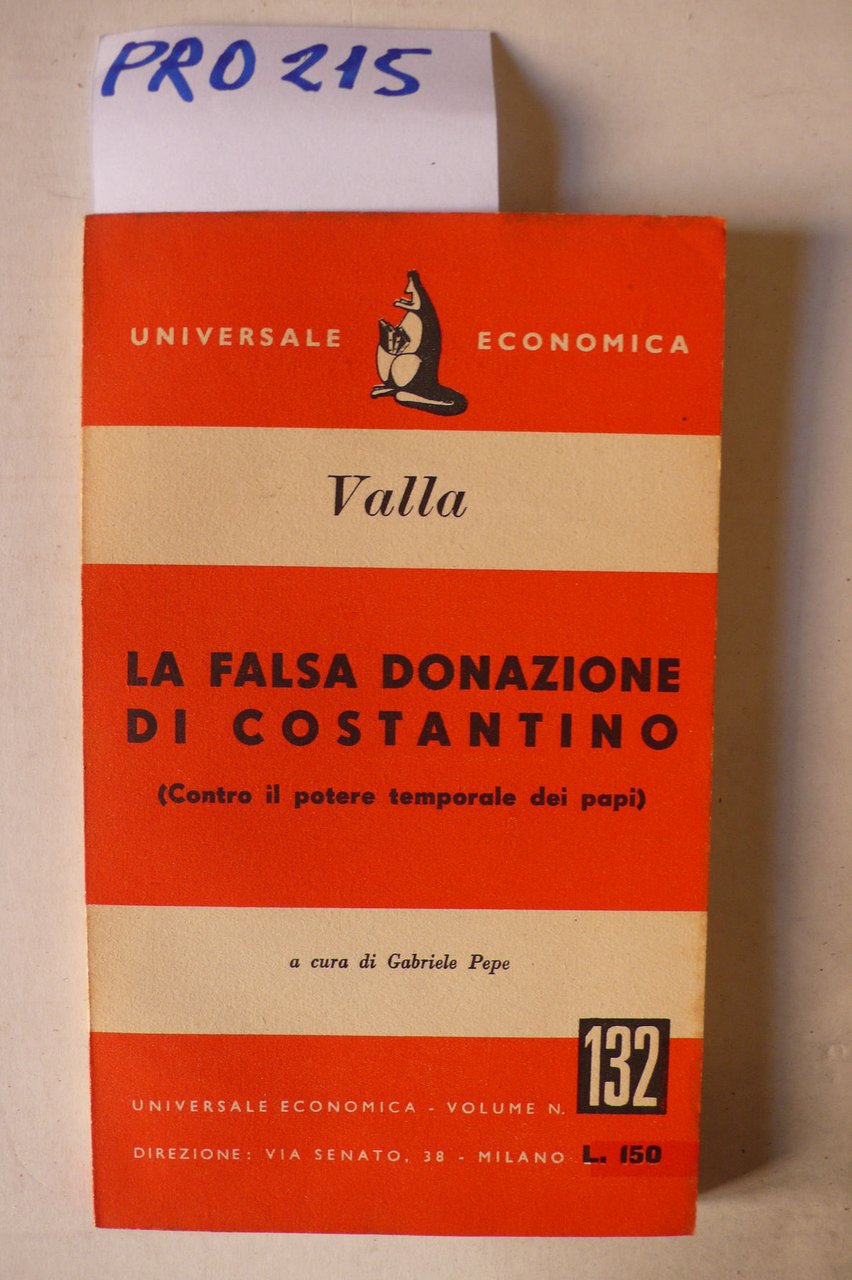 PRO 215
UNIVERSALE ECONOMICA
Valla
LA FALSA DONAZIONE
DI COSTANTINO
(Contro il potere temporale dei papi)
a cura di Gabriele Pepe
UNIVERSALE ECONOMICA - VOLUME N. 132
DIREZIONE: VIA SENATO, 38 - MILANO L. 150